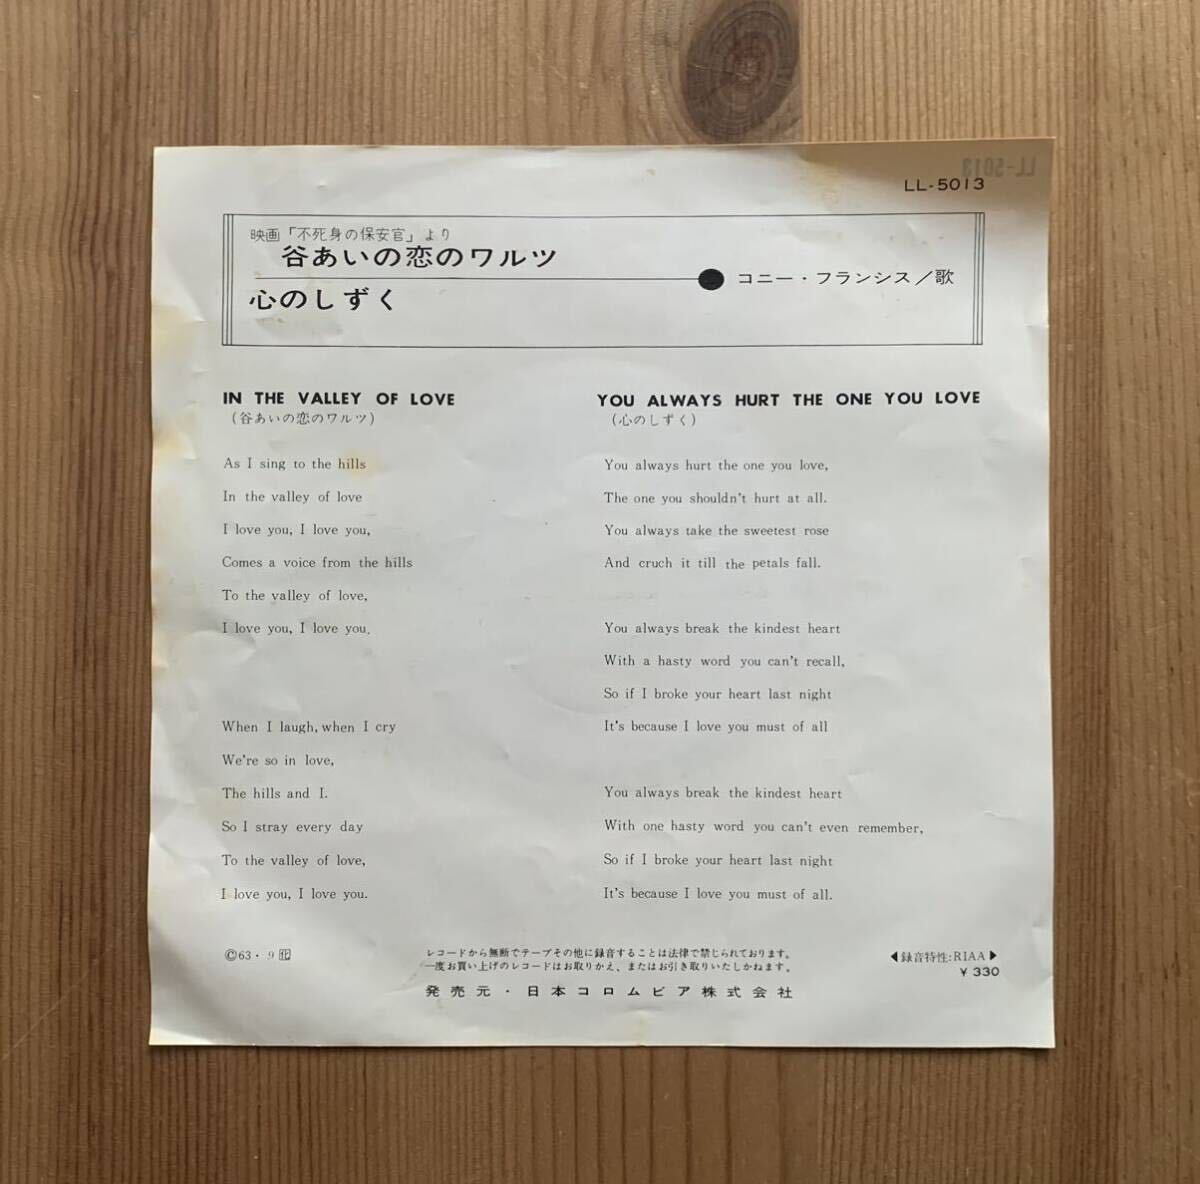 LL-5013
LL-5013
映画「不死身の保安官」より
谷あいの恋のワルツ
コニー・フランシス／歌
心のしずく
IN THE VALLEY OF LOVE
(谷あいの恋のワルツ)
As I sing to the hills
In the valley of love
I love you, I love you,
Comes a voice from the hills
To the valley of love,
I love you, I love you.
When I laugh, when I cry
We're so in love,
The hills and I.
So I stray every day
To the valley of love,
I love you, I love you.
YOU ALWAYS HURT THE ONE YOU LOVE
(心のしずく)
You always hurt the one you love,
The one you shouldn't hurt at all.
You always take the sweetest rose
And cruch it till the petals fall.
You always break the kindest heart
With a hasty word you can't recall,
So if I broke your heart last night
It's because I love you must of all
You always break the kindest heart
With one hasty word you can't even remember,
So if I broke your heart last night
It's because I love you must of all.
©63・9
レコードから無断でテープその他に録音することは法律で禁じられております。
一度お買い上げのレコードはお取りかえ、またはお引き取りいたしかねます。
発売元・日本コロムビア株式会社
◀録音特性:RIAA▶
￥330